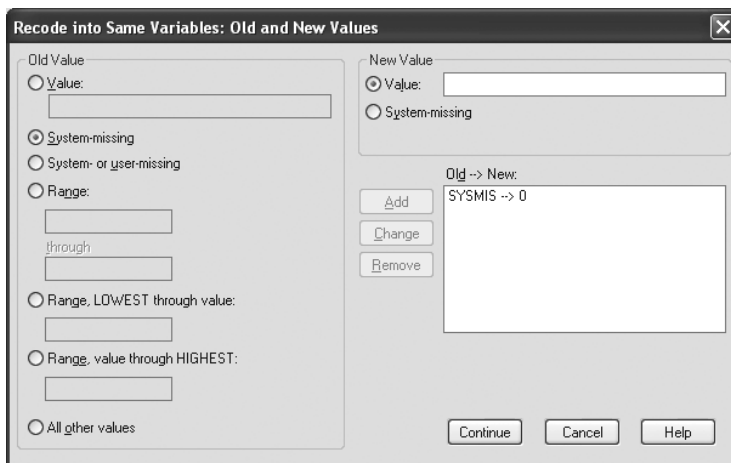 Recode into Same Variables: Old and New Values
Old Value
Value:
System-missing
System- or user-missing
Range:
through
Range, LOWEST through value:
Range, value through HIGHEST:
All other values
New Value
Value:
System-missing
Old --> New:
SYSMIS --> 0
Add
Change
Remove
Continue
Cancel
Help